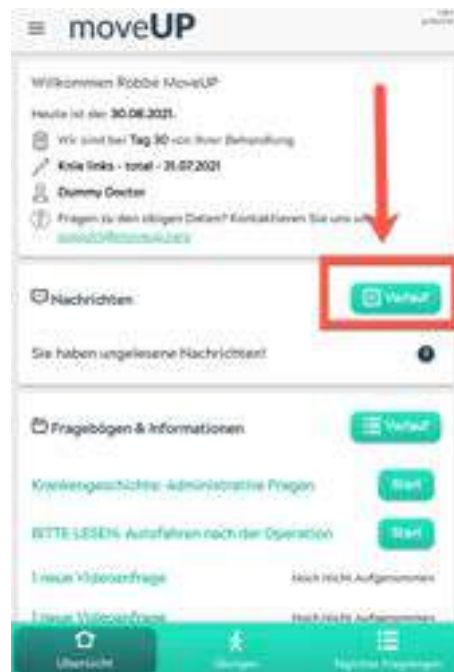 moveUP
Willkommen Robbe MoveUP
Heute ist der 30.08.2021.
Wir sind bei Tag 30 von Ihrer Behandlung
Knie links - total - 31.07.2021
Dummy Doctor
Fragen zu den obigen Daten? Kontaktieren Sie uns
Nachrichten
Verlauf
Sie haben ungelesene Nachrichten!
Fragebögen & Informationen
Verlauf
Krankengeschichte: Administrative Fragen
Start
BITTE LESEN: Autofahren nach der Operation
Start
1 neue Videoanfrage
Noch nicht Aufgenommen
1 neue Videoanfrage
Noch nicht Aufgenommen
Übersicht
Übungen